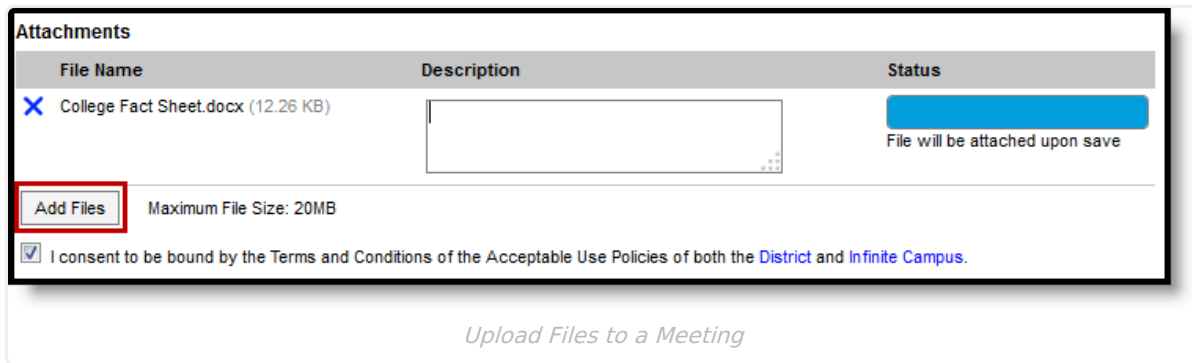 Attachments
File Name Description Status
College Fact Sheet.docx (12.26 KB)
File will be attached upon save
Add Files Maximum File Size: 20MB
I consent to be bound by the Terms and Conditions of the Acceptable Use Policies of both the District and Infinite Campus.
Upload Files to a Meeting